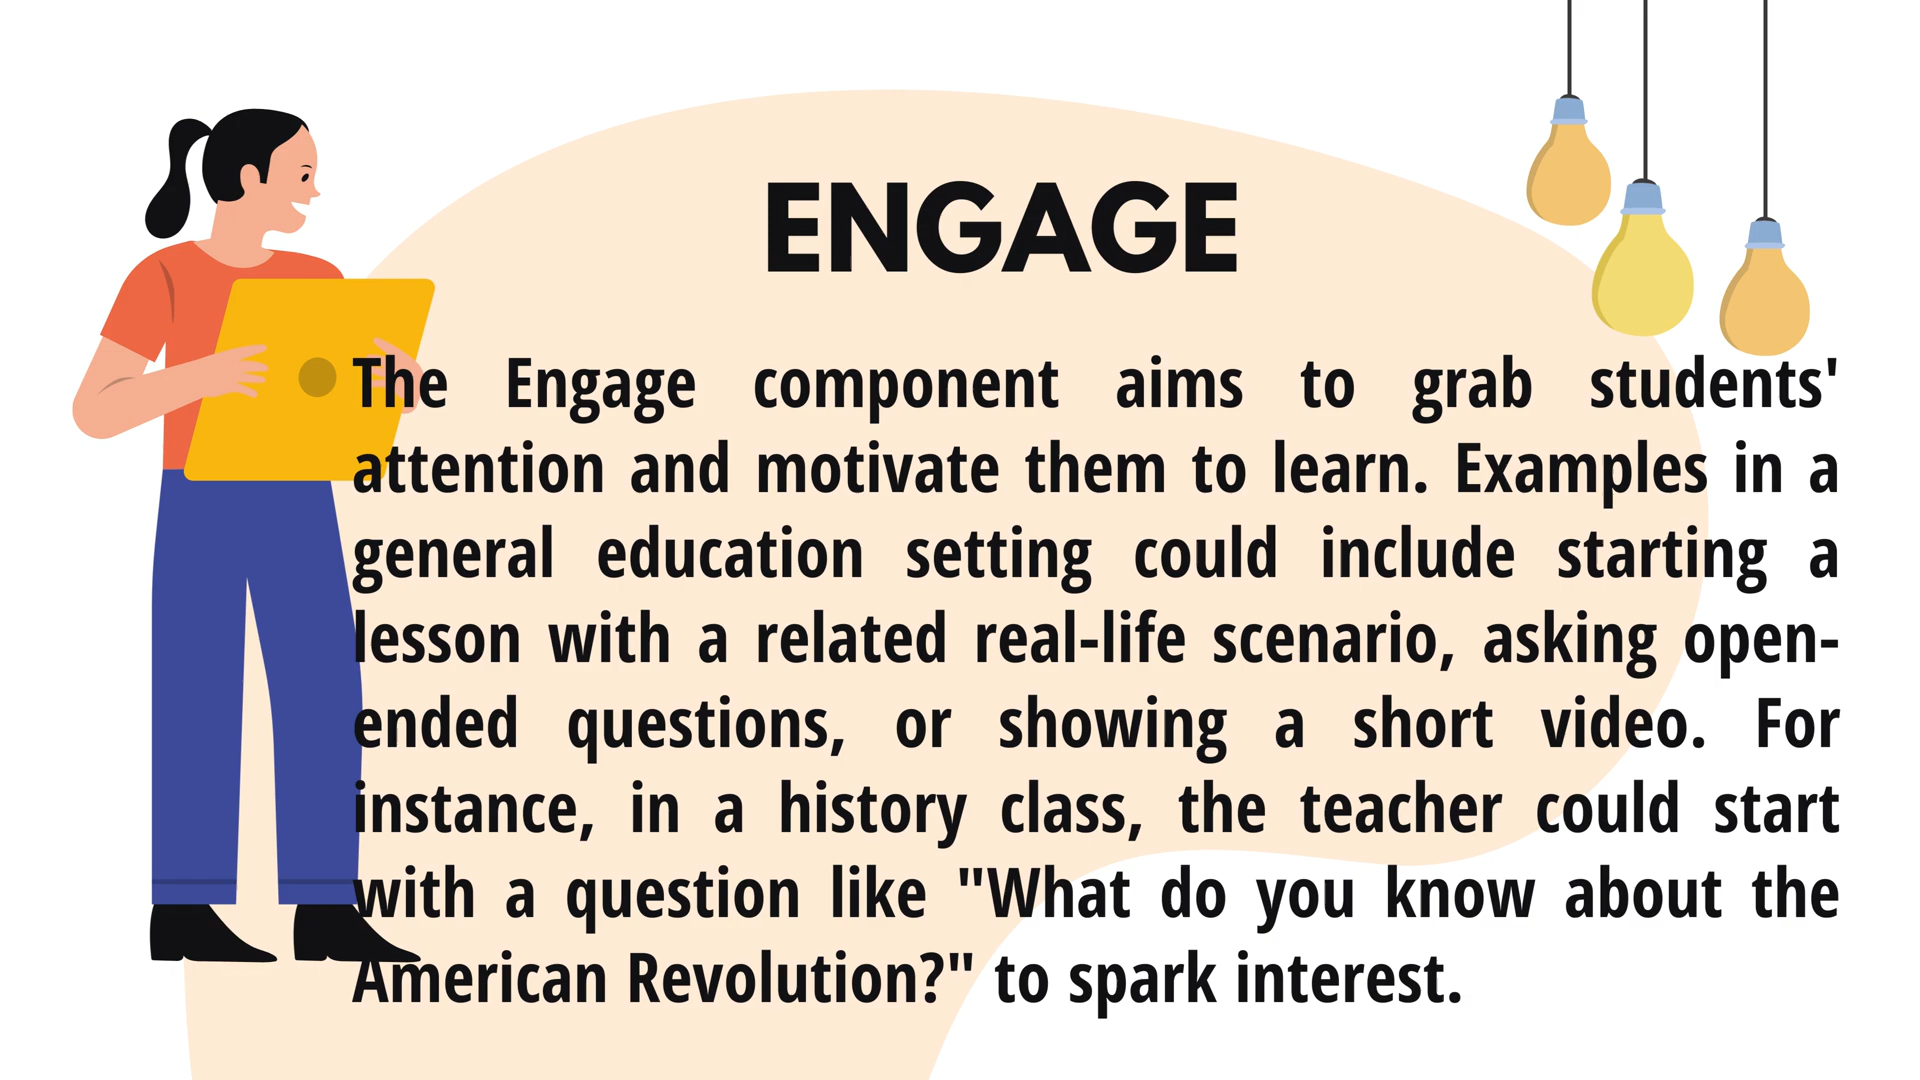 ENGAGE
The Engage component aims to grab students'
attention and motivate them to learn. Examples in a
general education setting could include starting a
lesson with a related real-life scenario, asking open-
ended questions, or showing a short video. For
instance, in a history class, the teacher could start
with a question like "What do you know about the
American Revolution?" to spark interest.